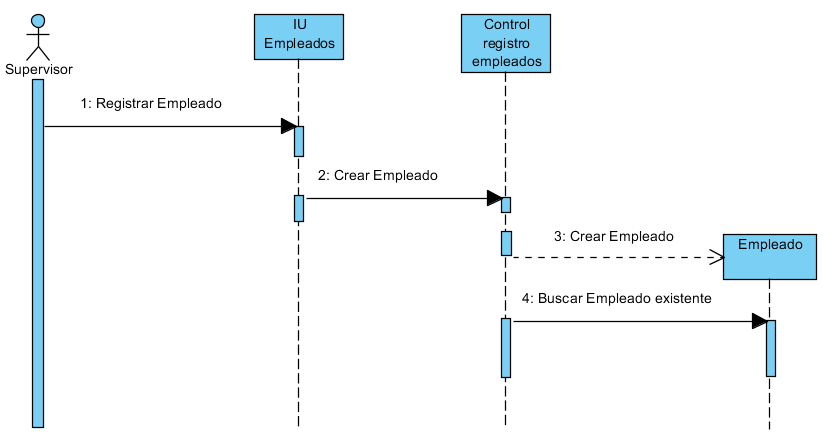 IU
Empleados
Control
registro
empleados
Supervisor
1: Registrar Empleado
2: Crear Empleado
3: Crear Empleado
Empleado
4: Buscar Empleado existente